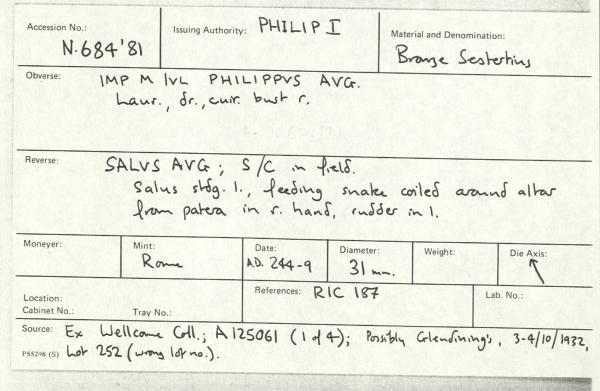 Accession No.: N.684'81
Issuing Authority: PHILIP I
Material and Denomination: Bronze Sestertius
Obverse: IMP M IVL PHILIPPVS AVG.
Laur., dr., cuir. bust r.
Reverse: SALVS AVG; S/C in field.
Salus stdg. l., feeding snake coiled around altar
from patera in r. hand, rudder in l.
Moneyer:
Mint: Rome
Date: A.D. 244-9
Diameter: 31 mm.
Weight:
Die Axis: ↖
Location:
Cabinet No.: Tray No.:
References: RIC 187
Lab. No.:
Source: Ex Wellcome Coll.; A125061 (1 of 4); Possibly Glendining's, 3-4/10/1932,
PS5298 (S) Lot 252 (wrong lot no.).